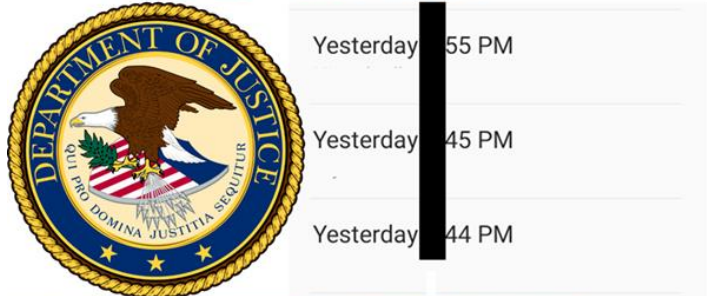 DEPARTMENT OF JUSTICE
QUI PRO DOMINA JUSTITIA SEQUITUR
Yesterday 55 PM
Yesterday 45 PM
Yesterday 44 PM